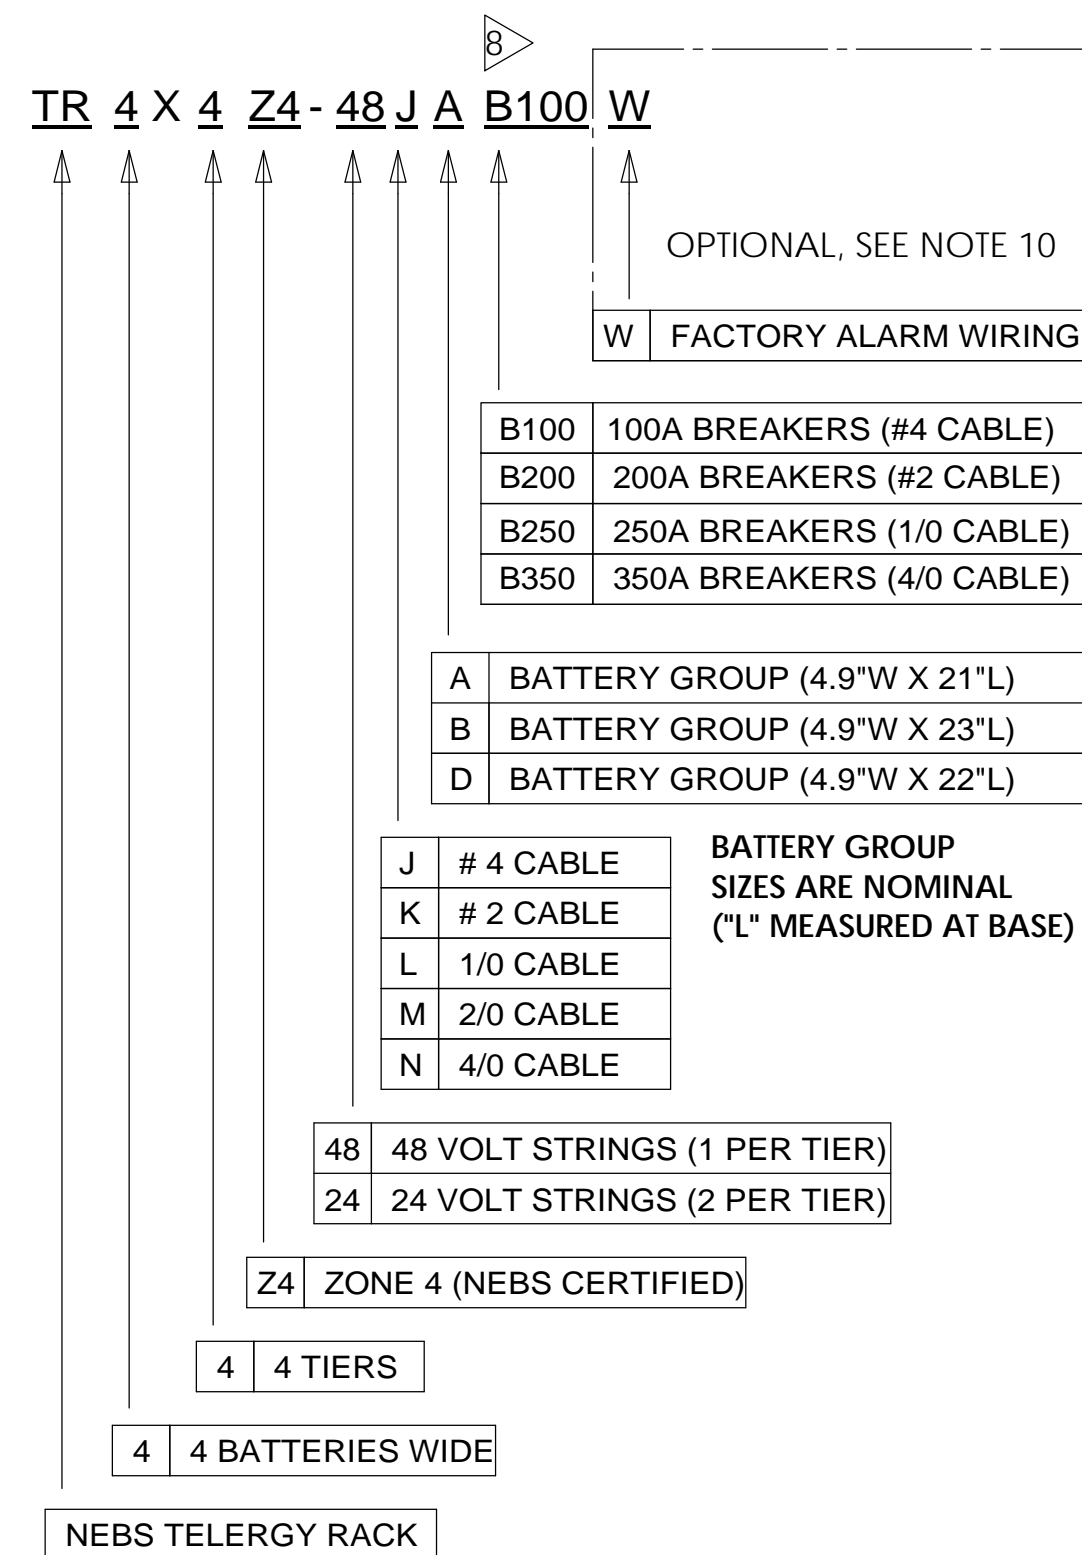 8
TR 4 X 4 Z4 - 48 J A B100 W
OPTIONAL, SEE NOTE 10
W FACTORY ALARM WIRING
B100 100A BREAKERS (#4 CABLE)
B200 200A BREAKERS (#2 CABLE)
B250 250A BREAKERS (1/0 CABLE)
B350 350A BREAKERS (4/0 CABLE)
A BATTERY GROUP (4.9"W X 21"L)
B BATTERY GROUP (4.9"W X 23"L)
D BATTERY GROUP (4.9"W X 22"L)
BATTERY GROUP
SIZES ARE NOMINAL
("L" MEASURED AT BASE)
J # 4 CABLE
K # 2 CABLE
L 1/0 CABLE
M 2/0 CABLE
N 4/0 CABLE
48 48 VOLT STRINGS (1 PER TIER)
24 24 VOLT STRINGS (2 PER TIER)
Z4 ZONE 4 (NEBS CERTIFIED)
4 4 TIERS
4 4 BATTERIES WIDE
NEBS TELERGY RACK